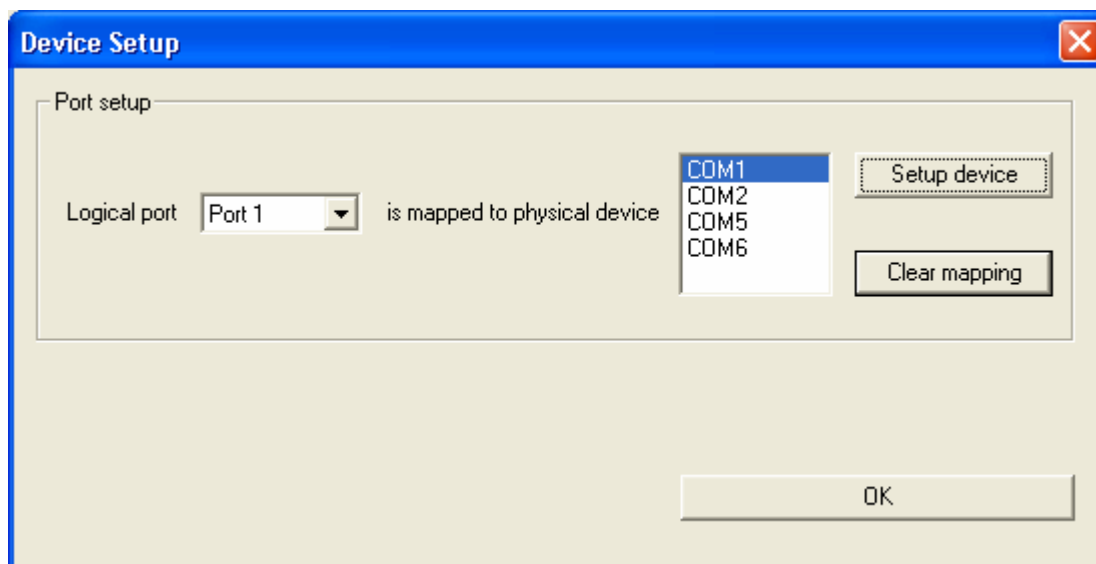 Device Setup
Port setup
Logical port Port 1 is mapped to physical device
COM1
COM2
COM5
COM6
Setup device
Clear mapping
OK